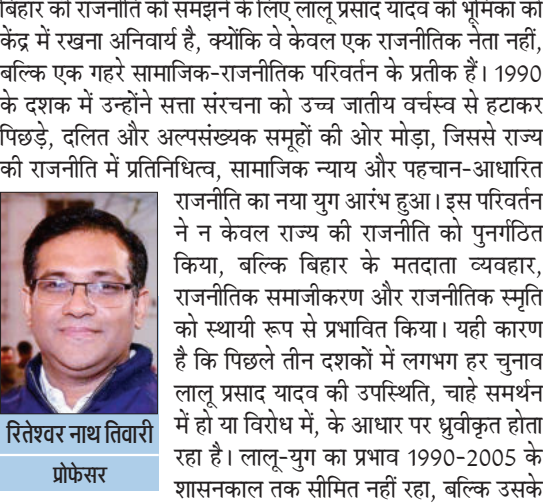 बिहार की राजनीति को समझने के लिए लालू प्रसाद यादव की भूमिका को
केंद्र में रखना अनिवार्य है, क्योंकि वे केवल एक राजनीतिक नेता नहीं,
बल्कि एक गहरे सामाजिक-राजनीतिक परिवर्तन के प्रतीक हैं। 1990
के दशक में उन्होंने सत्ता संरचना को उच्च जातीय वर्चस्व से हटाकर
पिछड़े, दलित और अल्पसंख्यक समूहों की ओर मोड़ा, जिससे राज्य
की राजनीति में प्रतिनिधित्व, सामाजिक न्याय और पहचान-आधारित
राजनीति का नया युग आरंभ हुआ। इस परिवर्तन
ने न केवल राज्य की राजनीति को पुनर्गठित
किया, बल्कि बिहार के मतदाता व्यवहार,
राजनीतिक समाजीकरण और राजनीतिक स्मृति
को स्थायी रूप से प्रभावित किया। यही कारण
है कि पिछले तीन दशकों में लगभग हर चुनाव
लालू प्रसाद यादव की उपस्थिति, चाहे समर्थन
में हो या विरोध में, के आधार पर ध्रुवीकृत होता
रहा है। लालू-युग का प्रभाव 1990-2005 के
शासनकाल तक सीमित नहीं रहा, बल्कि उसके
रितेश्वर नाथ तिवारी
प्रोफेसर